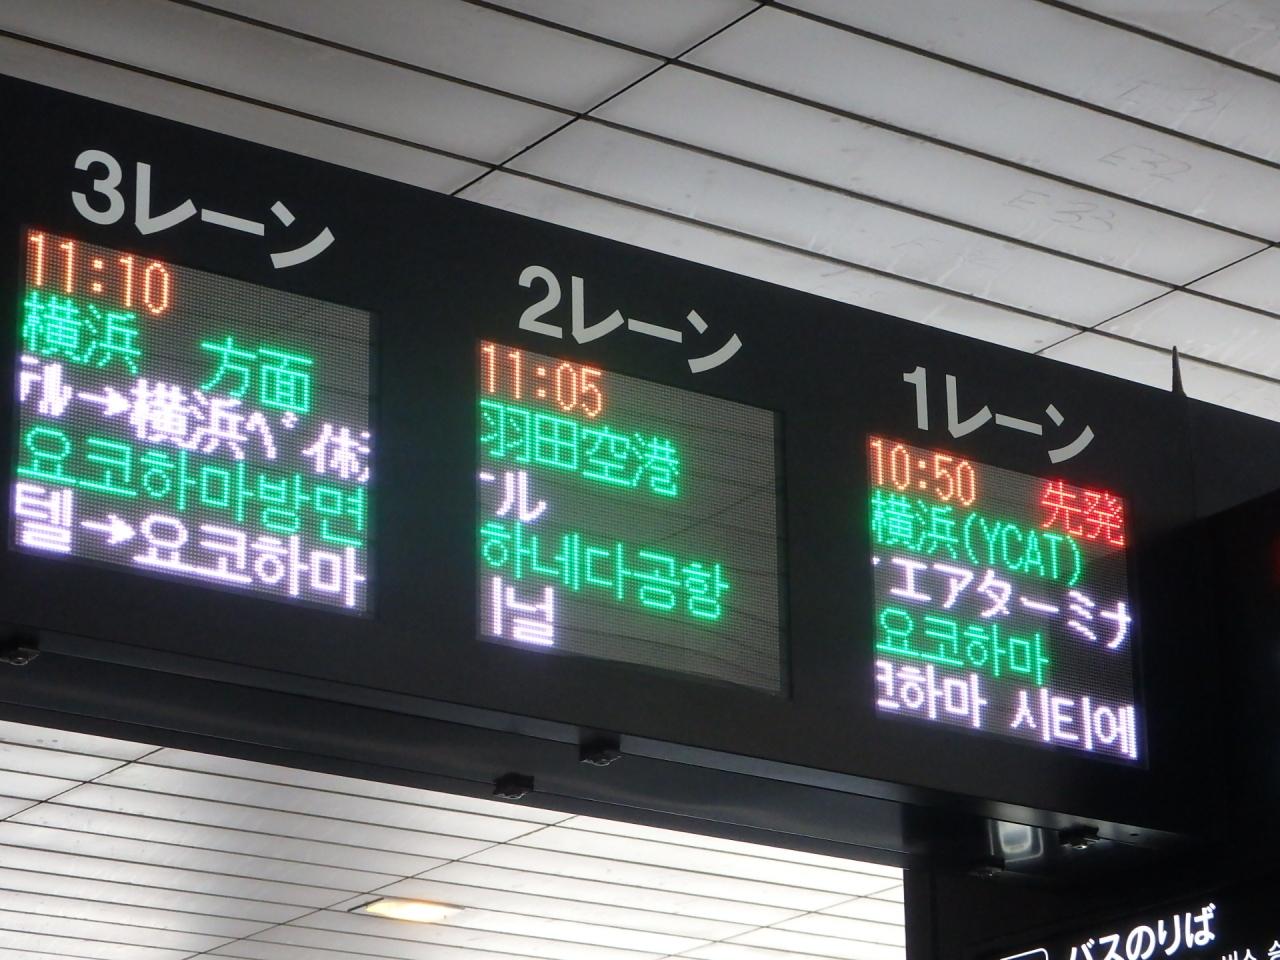 3レーン
11:10
横浜 方面
テル→横浜ベイ
요코하마방면
텔→요코하마
2レーン
11:05
羽田空港
ル
하네다공항
널
1レーン
10:50 先発
横浜(YCAT)
エアターミナ
요코하마
하마 시티에
バスのりば